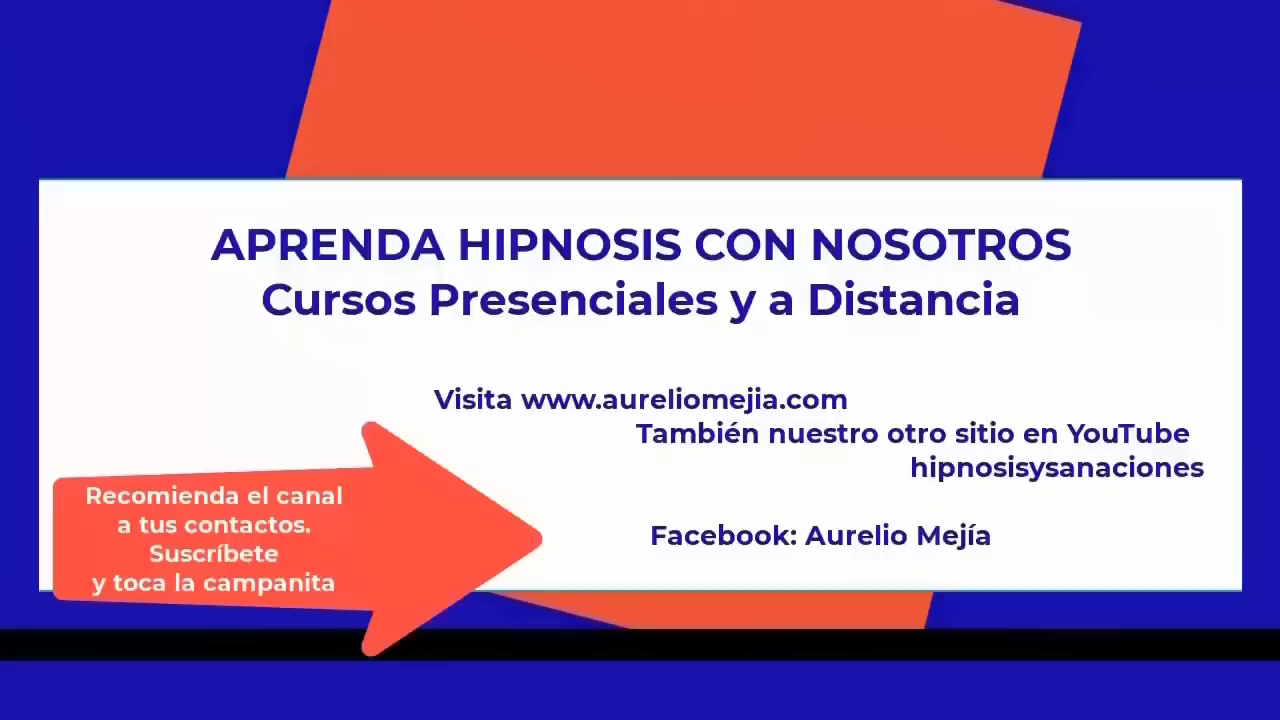 APRENDA HIPNOSIS CON NOSOTROS
Cursos Presenciales y a Distancia
Visita www.aureliomejia.com
También nuestro otro sitio en YouTube
hipnosisysanaciones
Facebook: Aurelio Mejía
Recomienda el canal
a tus contactos.
Suscríbete
y toca la campanita